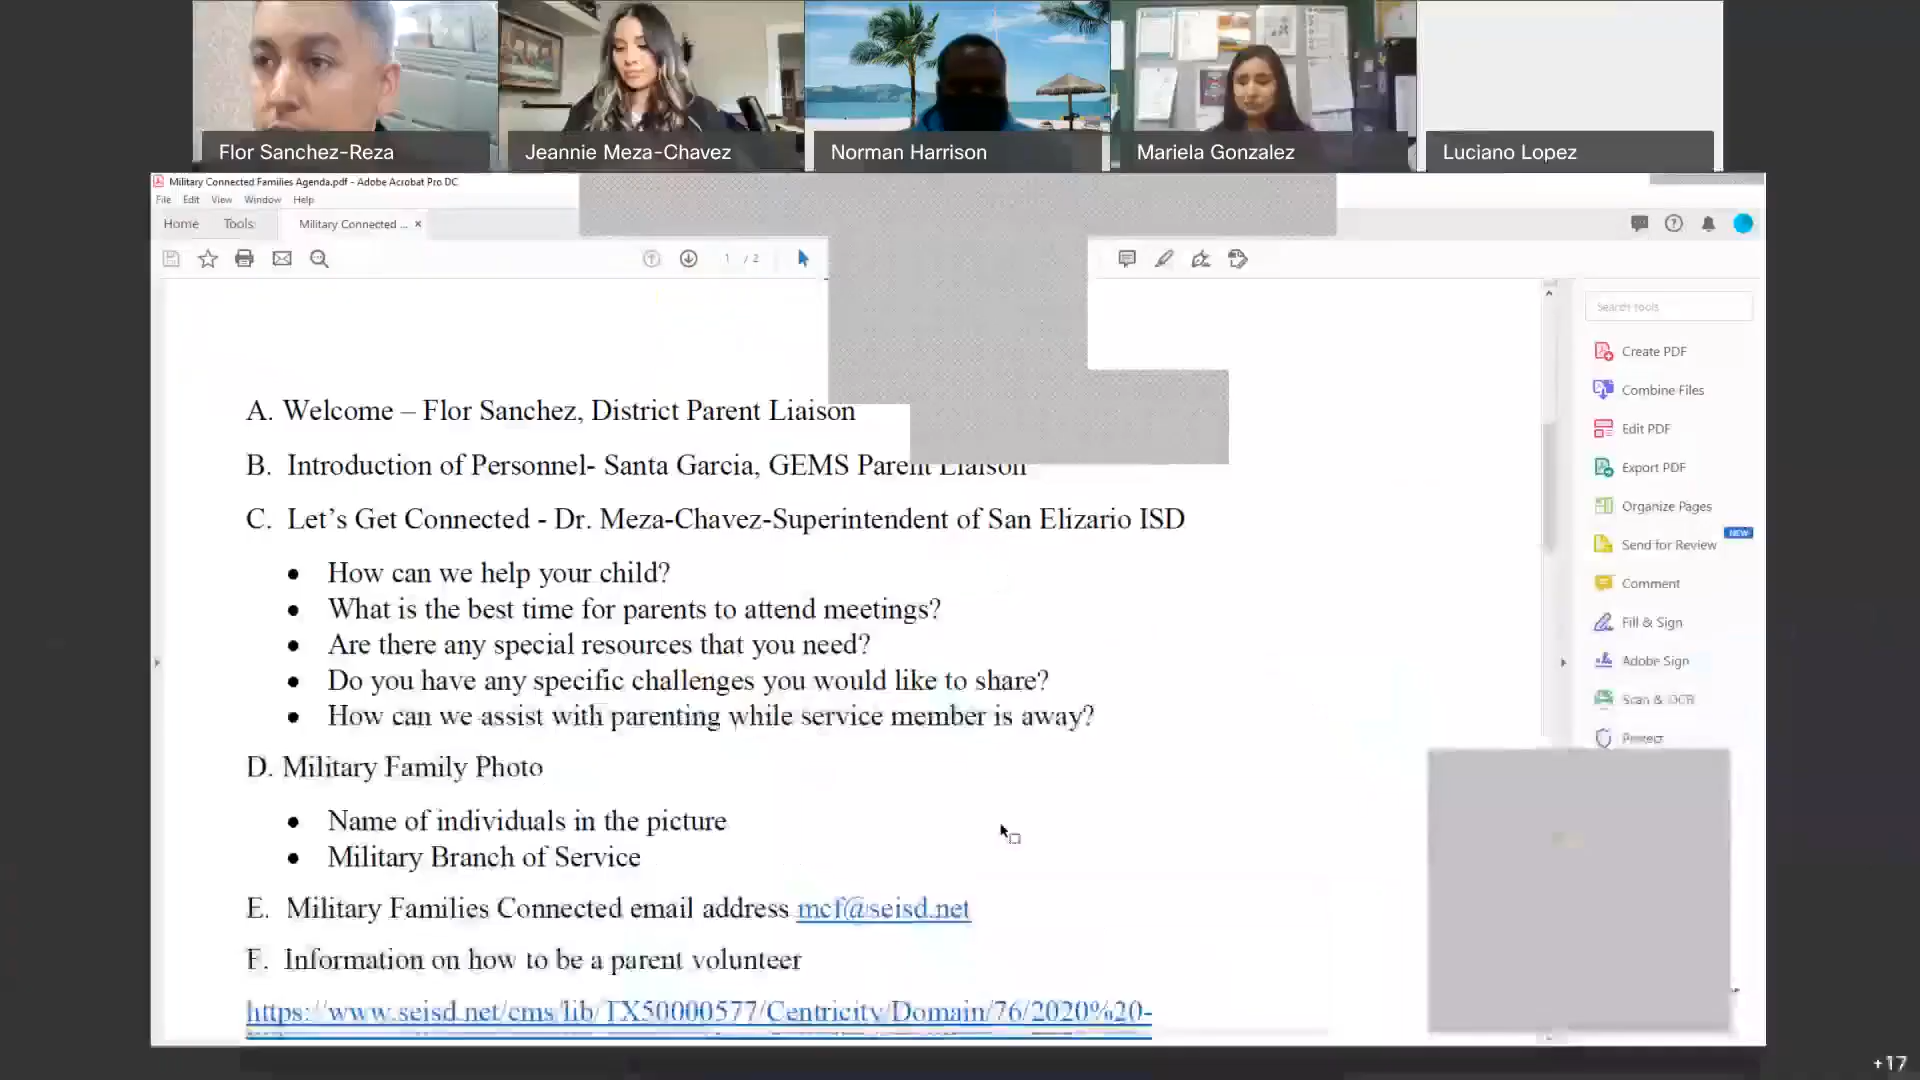 Flor Sanchez-Reza
Jeannie Meza-Chavez
Norman Harrison
Mariela Gonzalez
Luciano Lopez
Military Connected Families Agenda.pdf - Adobe Acrobat Pro DC
File Edit View Window Help
Home Tools Military Connected ... ×
1 / 2
Search tools
Create PDF
Combine Files
Edit PDF
Export PDF
Organize Pages
NEW
Send for Review
Comment
Fill & Sign
Adobe Sign
Scan & OCR
Protect
A. Welcome – Flor Sanchez, District Parent Liaison
B. Introduction of Personnel- Santa Garcia, GEMS Parent Liaison
C. Let’s Get Connected - Dr. Meza-Chavez-Superintendent of San Elizario ISD
• How can we help your child?
• What is the best time for parents to attend meetings?
• Are there any special resources that you need?
• Do you have any specific challenges you would like to share?
• How can we assist with parenting while service member is away?
D. Military Family Photo
• Name of individuals in the picture
• Military Branch of Service
E. Military Families Connected email address mcf@seisd.net
F. Information on how to be a parent volunteer
https://www.seisd.net/cms/lib/TX50000577/Centricity/Domain/76/2020%20-
+17